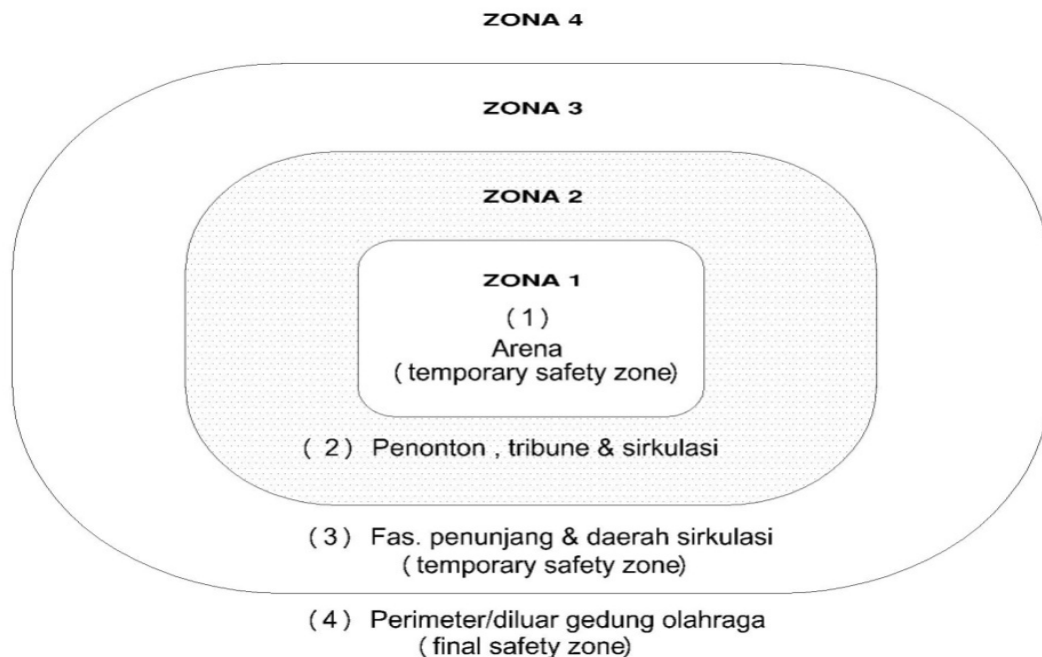 ZONA 4
ZONA 3
ZONA 2
ZONA 1
( 1 )
Arena
( temporary safety zone)
( 2 ) Penonton , tribune & sirkulasi
( 3 ) Fas. penunjang & daerah sirkulasi
( temporary safety zone)
( 4 ) Perimeter/diluar gedung olahraga
( final safety zone)